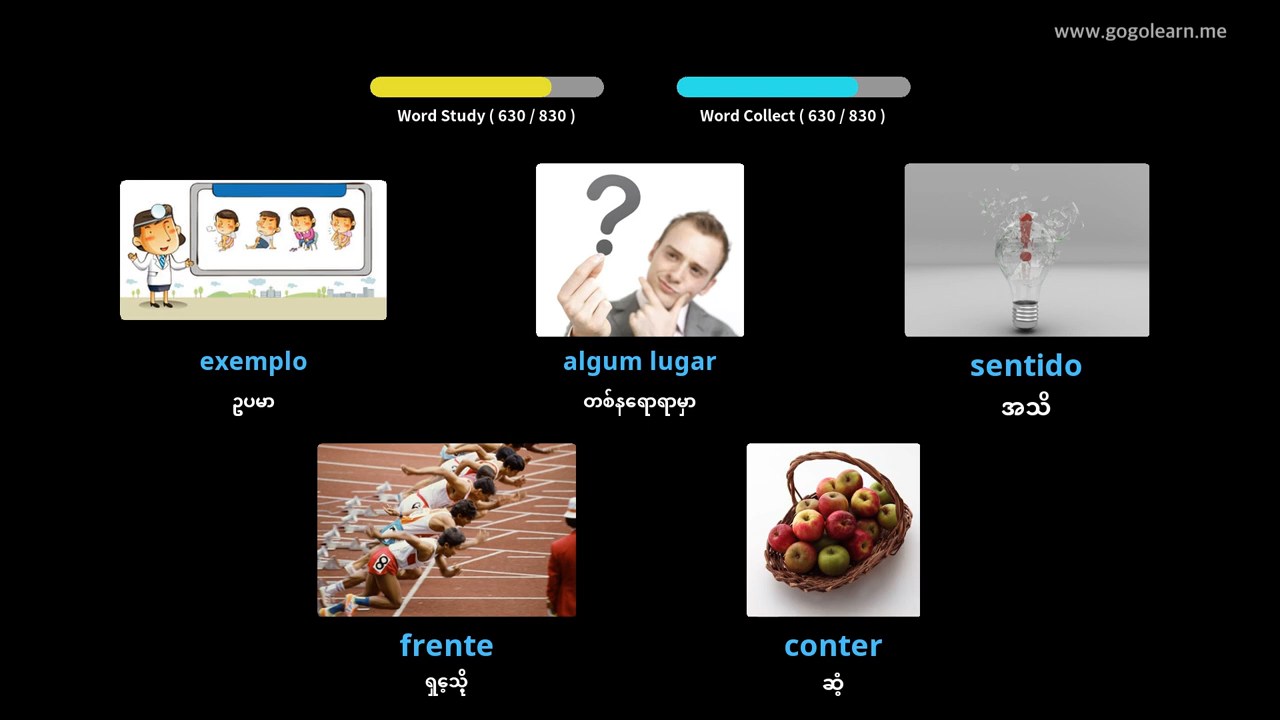 www.gogolearn.me
Word Study ( 630 / 830 )
Word Collect ( 630 / 830 )
exemplo
ဥပမာ
algum lugar
တစ်နရောရာမှာ
sentido
အသိ
frente
ရှေ့သို့
conter
ဆံ့
8